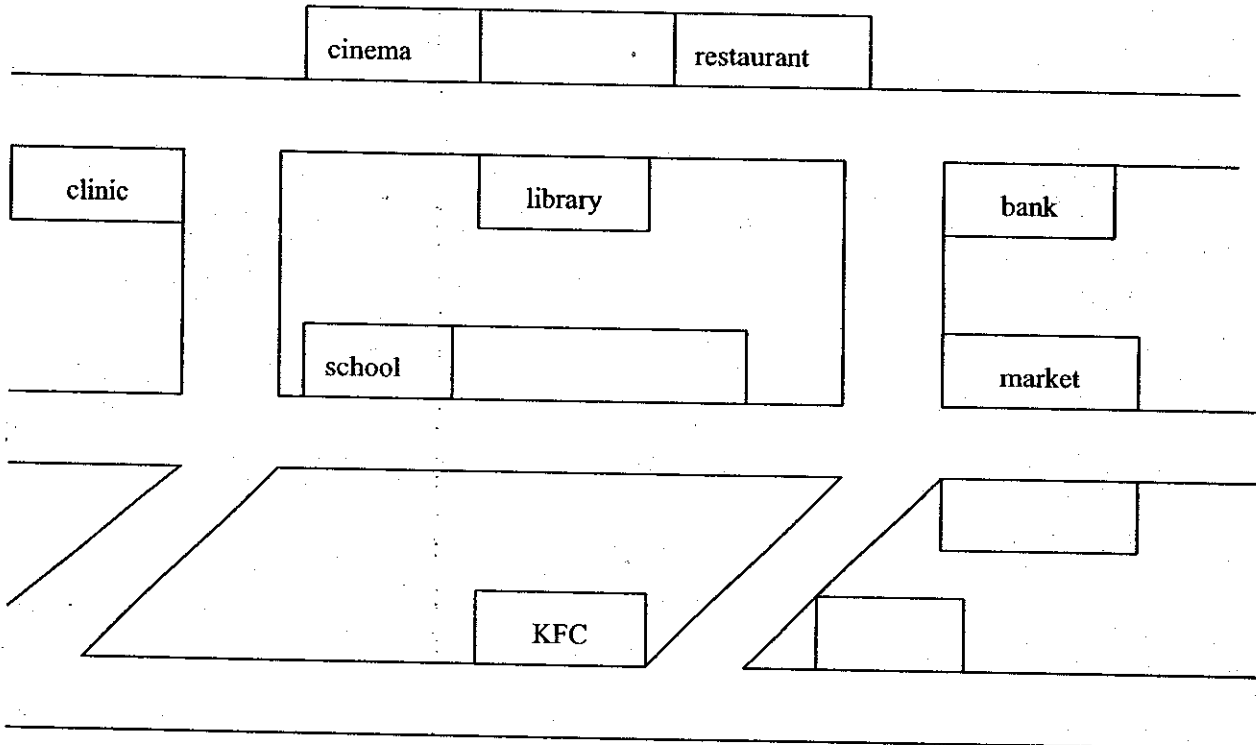 cinema
restaurant
clinic
library
bank
school
market
KFC